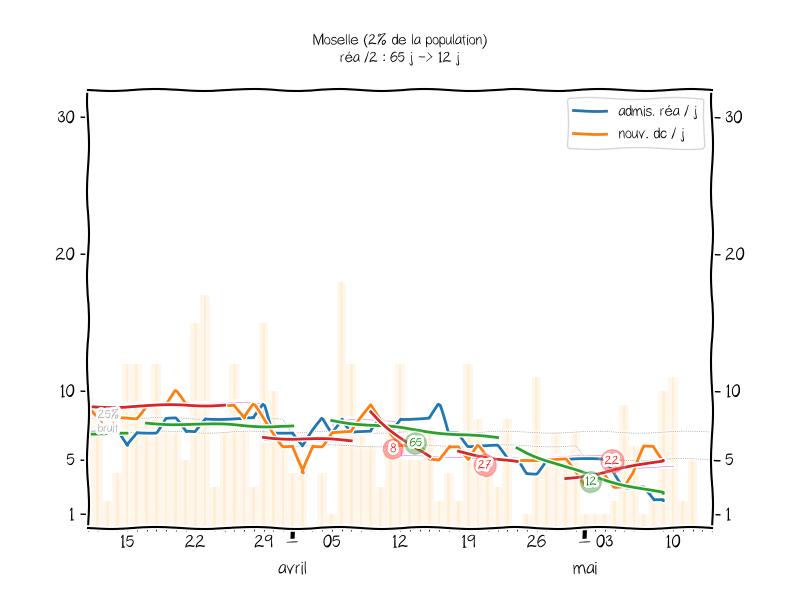 Moselle (2% de la population)
réa /2 : 65 j -> 12 j
admis. réa / j
nouv. dc / j
30 30
20 20
10 10
5 5
1 1
25%
bruit
8 65 27 12 22
15 22 29 05 12 19 26 03 10
avril mai